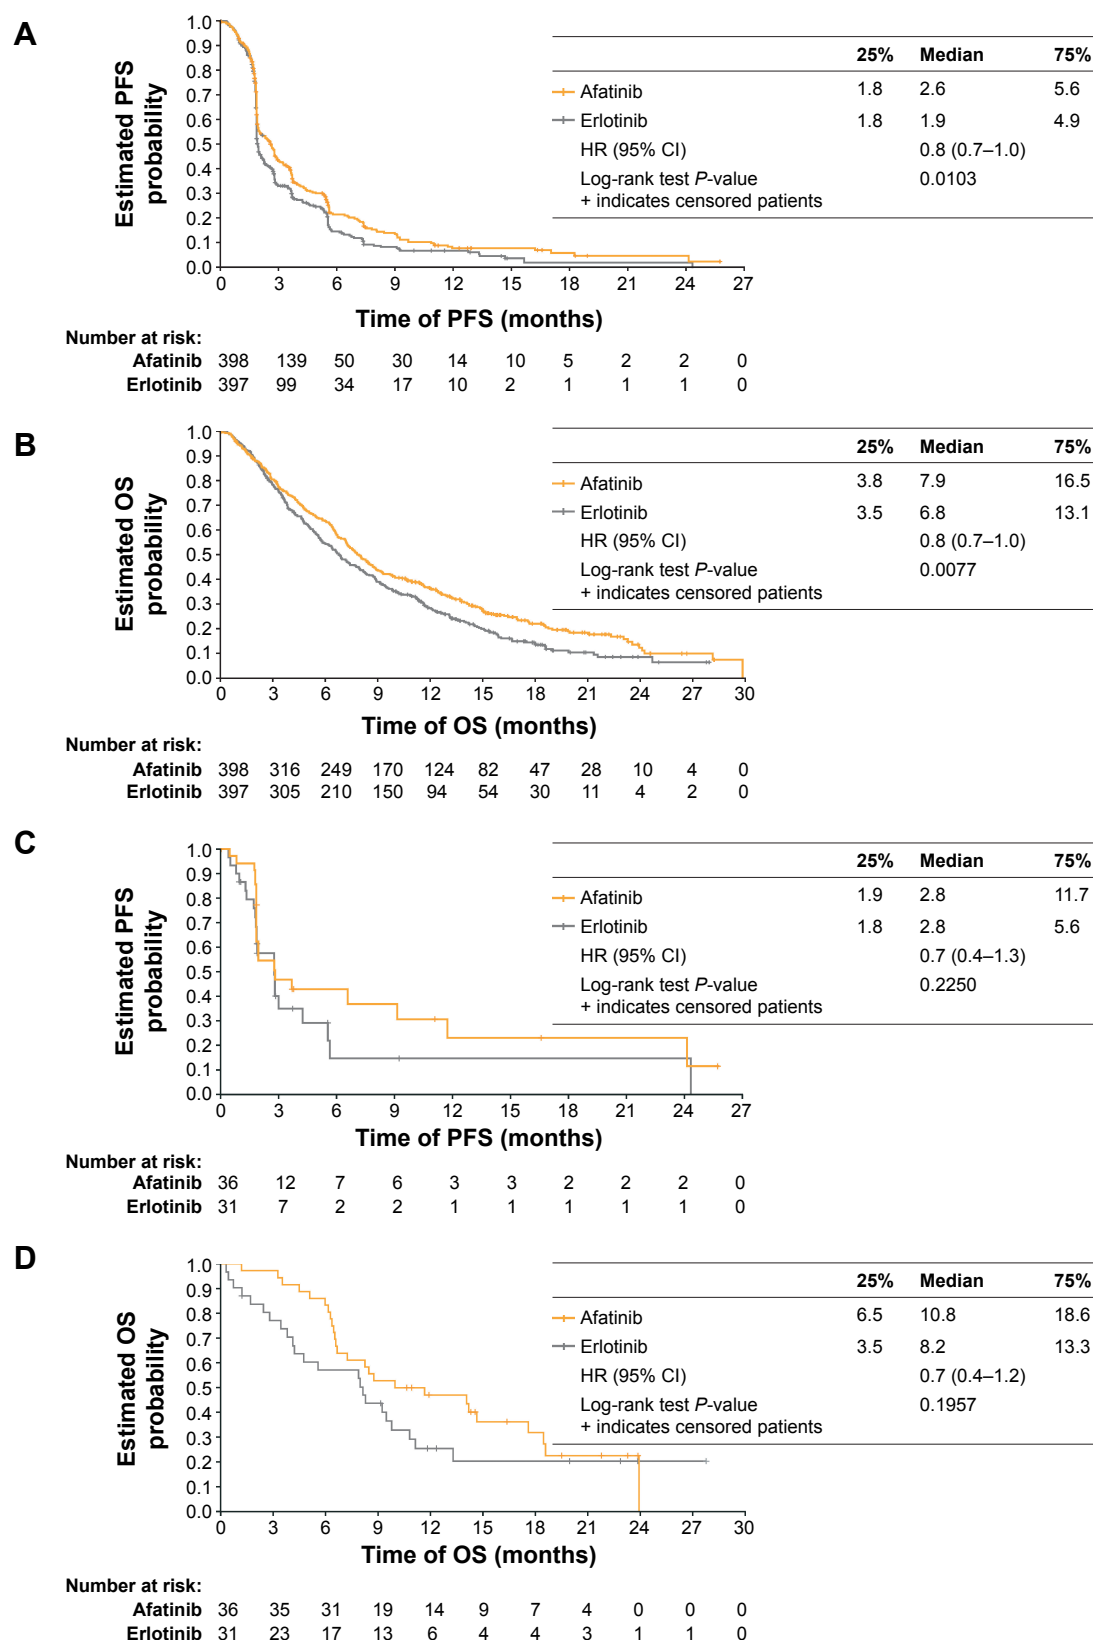 A
Estimated PFS
probability
1.0
0.9
0.8
0.7
0.6
0.5
0.4
0.3
0.2
0.1
0.0
0 3 6 9 12 15 18 21 24 27
Time of PFS (months)
25% Median 75%
Afatinib 1.8 2.6 5.6
Erlotinib 1.8 1.9 4.9
HR (95% CI) 0.8 (0.7–1.0)
Log-rank test P-value 0.0103
+ indicates censored patients
Number at risk:
Afatinib 398 139 50 30 14 10 5 2 2 0
Erlotinib 397 99 34 17 10 2 1 1 1 0
B
Estimated OS
probability
1.0
0.9
0.8
0.7
0.6
0.5
0.4
0.3
0.2
0.1
0.0
0 3 6 9 12 15 18 21 24 27 30
Time of OS (months)
25% Median 75%
Afatinib 3.8 7.9 16.5
Erlotinib 3.5 6.8 13.1
HR (95% CI) 0.8 (0.7–1.0)
Log-rank test P-value 0.0077
+ indicates censored patients
Number at risk:
Afatinib 398 316 249 170 124 82 47 28 10 4 0
Erlotinib 397 305 210 150 94 54 30 11 4 2 0
C
Estimated PFS
probability
1.0
0.9
0.8
0.7
0.6
0.5
0.4
0.3
0.2
0.1
0.0
0 3 6 9 12 15 18 21 24 27
Time of PFS (months)
25% Median 75%
Afatinib 1.9 2.8 11.7
Erlotinib 1.8 2.8 5.6
HR (95% CI) 0.7 (0.4–1.3)
Log-rank test P-value 0.2250
+ indicates censored patients
Number at risk:
Afatinib 36 12 7 6 3 3 2 2 2 0
Erlotinib 31 7 2 2 1 1 1 1 1 0
D
Estimated OS
probability
1.0
0.9
0.8
0.7
0.6
0.5
0.4
0.3
0.2
0.1
0.0
0 3 6 9 12 15 18 21 24 27 30
Time of OS (months)
25% Median 75%
Afatinib 6.5 10.8 18.6
Erlotinib 3.5 8.2 13.3
HR (95% CI) 0.7 (0.4–1.2)
Log-rank test P-value 0.1957
+ indicates censored patients
Number at risk:
Afatinib 36 35 31 19 14 9 7 4 0 0 0
Erlotinib 31 23 17 13 6 4 4 3 1 1 0